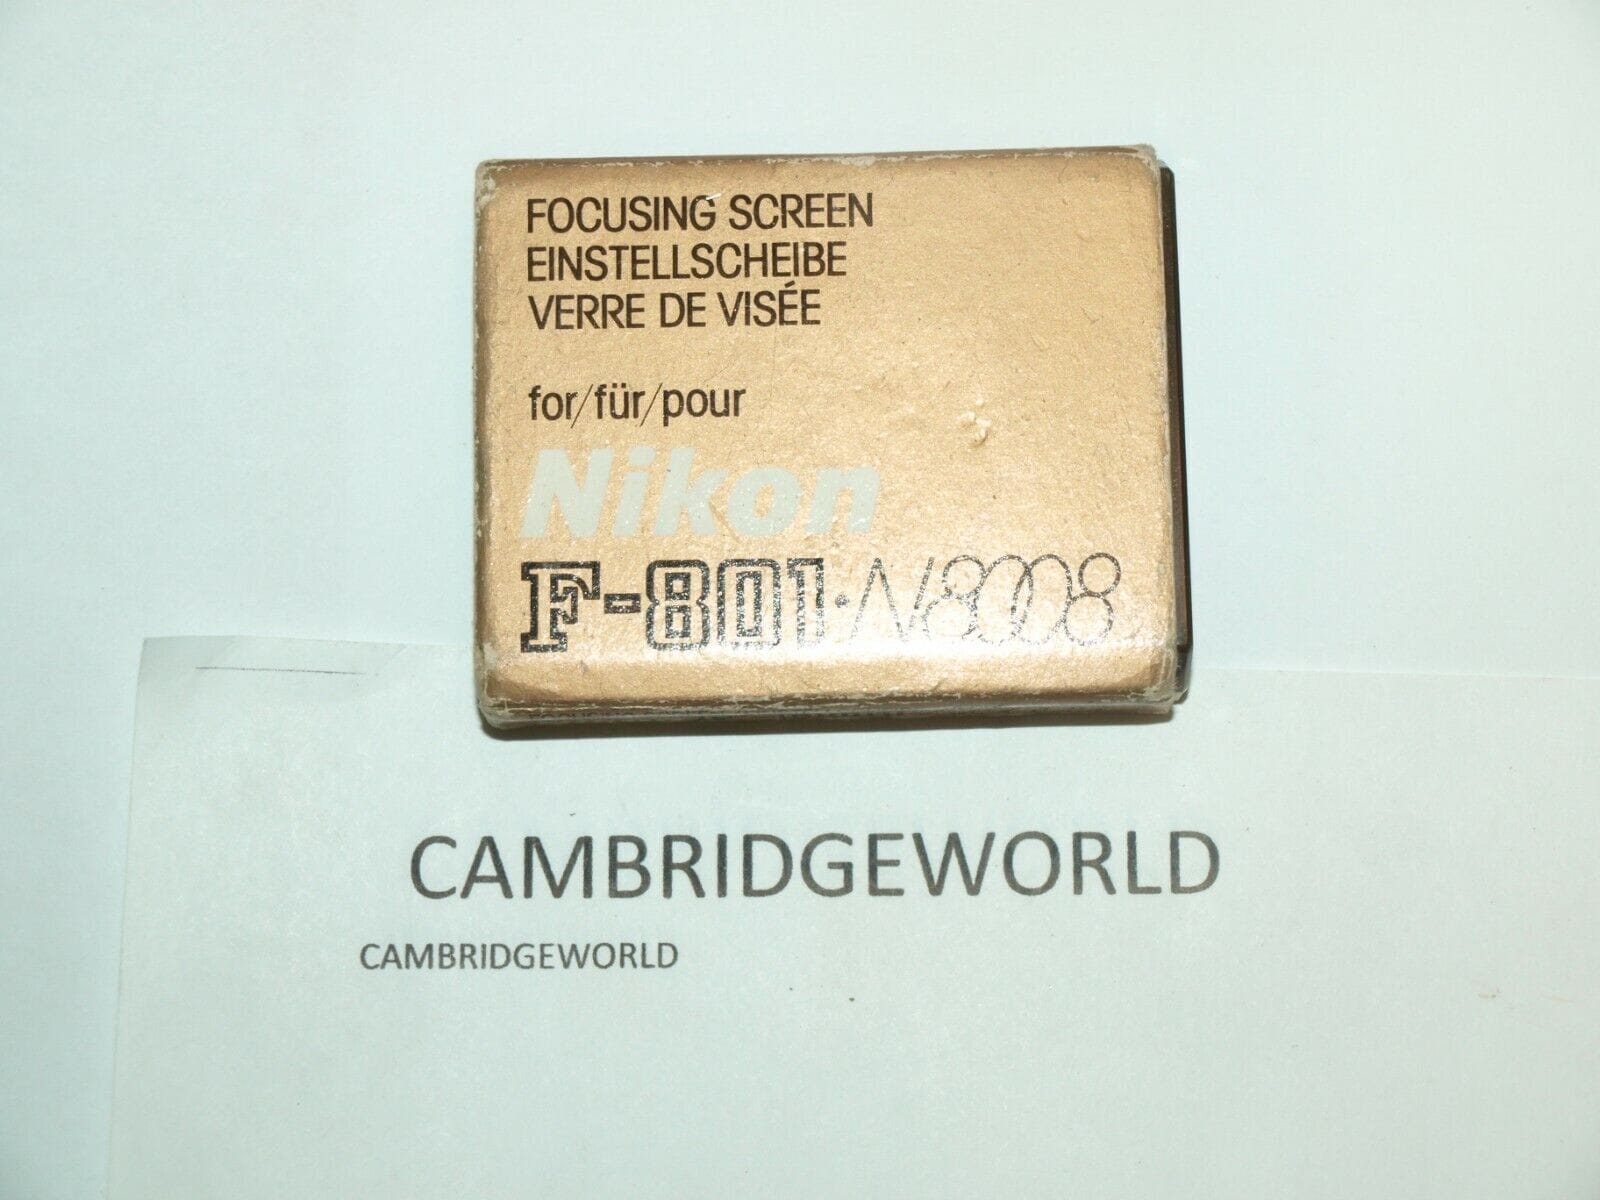 FOCUSING SCREEN
EINSTELLSCHEIBE
VERRE DE VISÉE
for/für/pour
Nikon
F-801·N8008
CAMBRIDGEWORLD
CAMBRIDGEWORLD